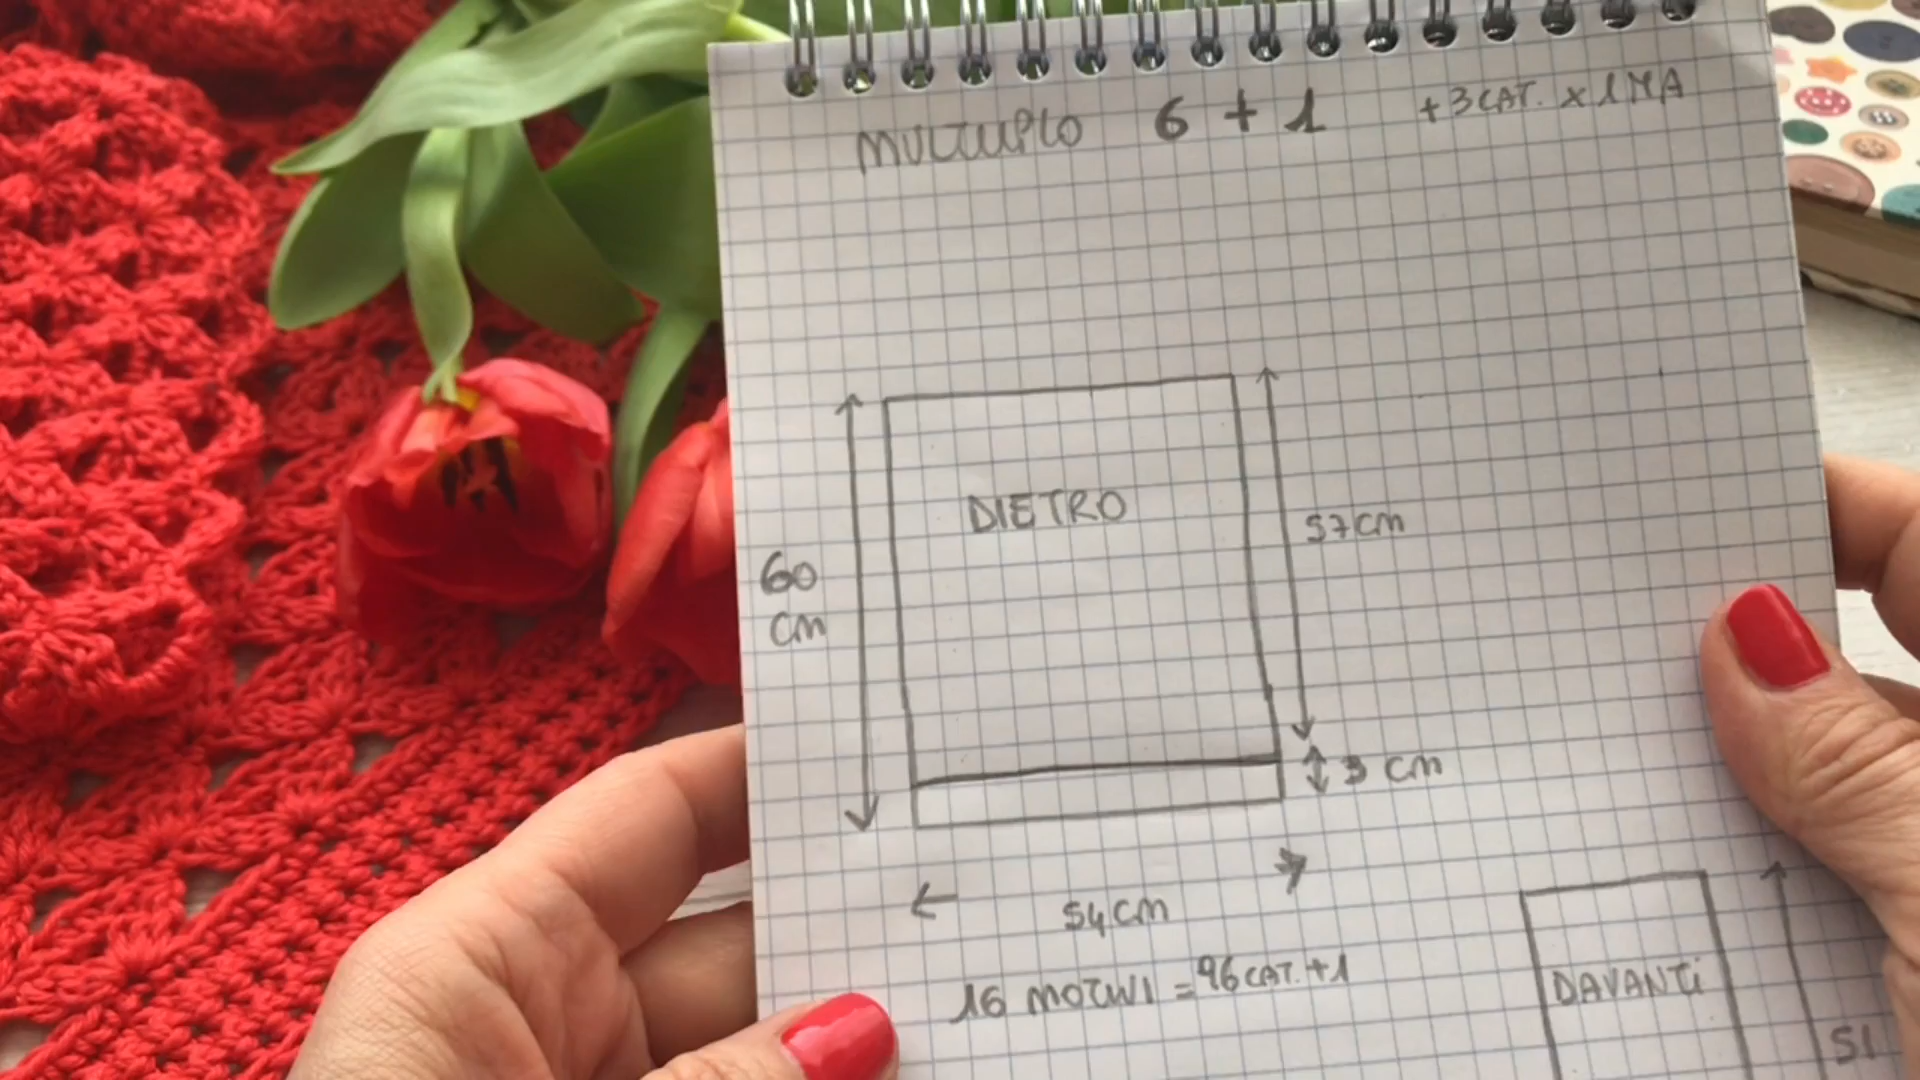 MULTIPLO 6 + 1 +3 CAT. x 1 MA
DIETRO
60
cm
57 cm
3 cm
54 cm
16 MOTIVI = 96 CAT. +1
DAVANTi
51